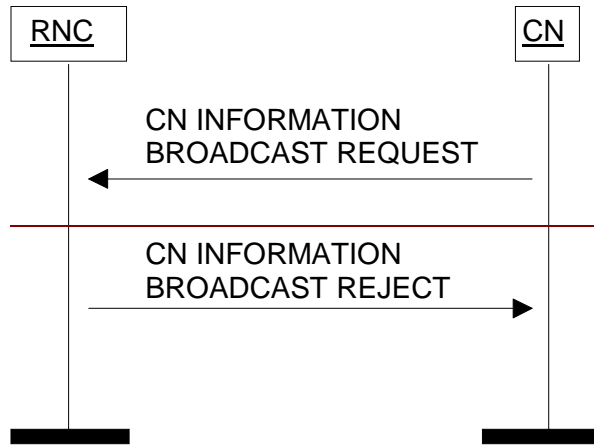 RNC
CN
CN INFORMATION
BROADCAST REQUEST
CN INFORMATION
BROADCAST REJECT